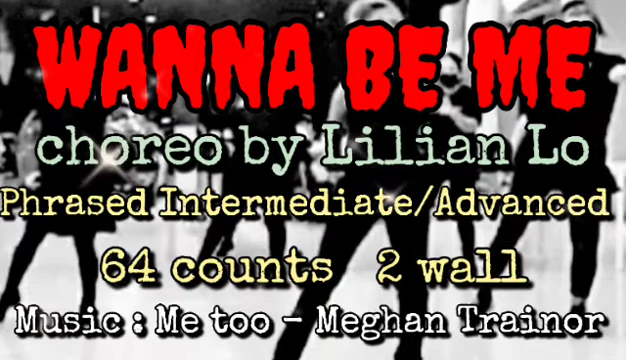 WANNA BE ME
choreo by Lilian Lo
Phrased Intermediate/Advanced
64 counts 2 wall
Music : Me too - Meghan Trainor